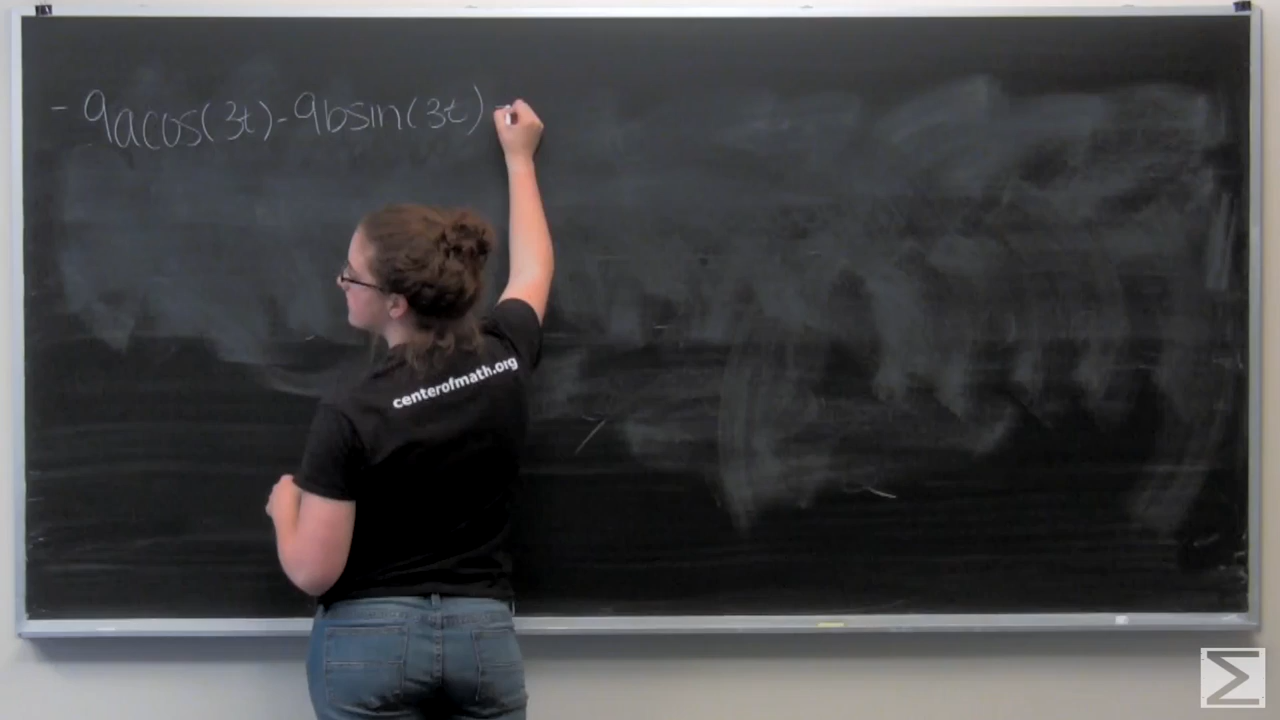 - 9acos(3t) - 9bsin(3t) -
centerofmath.org
Σ